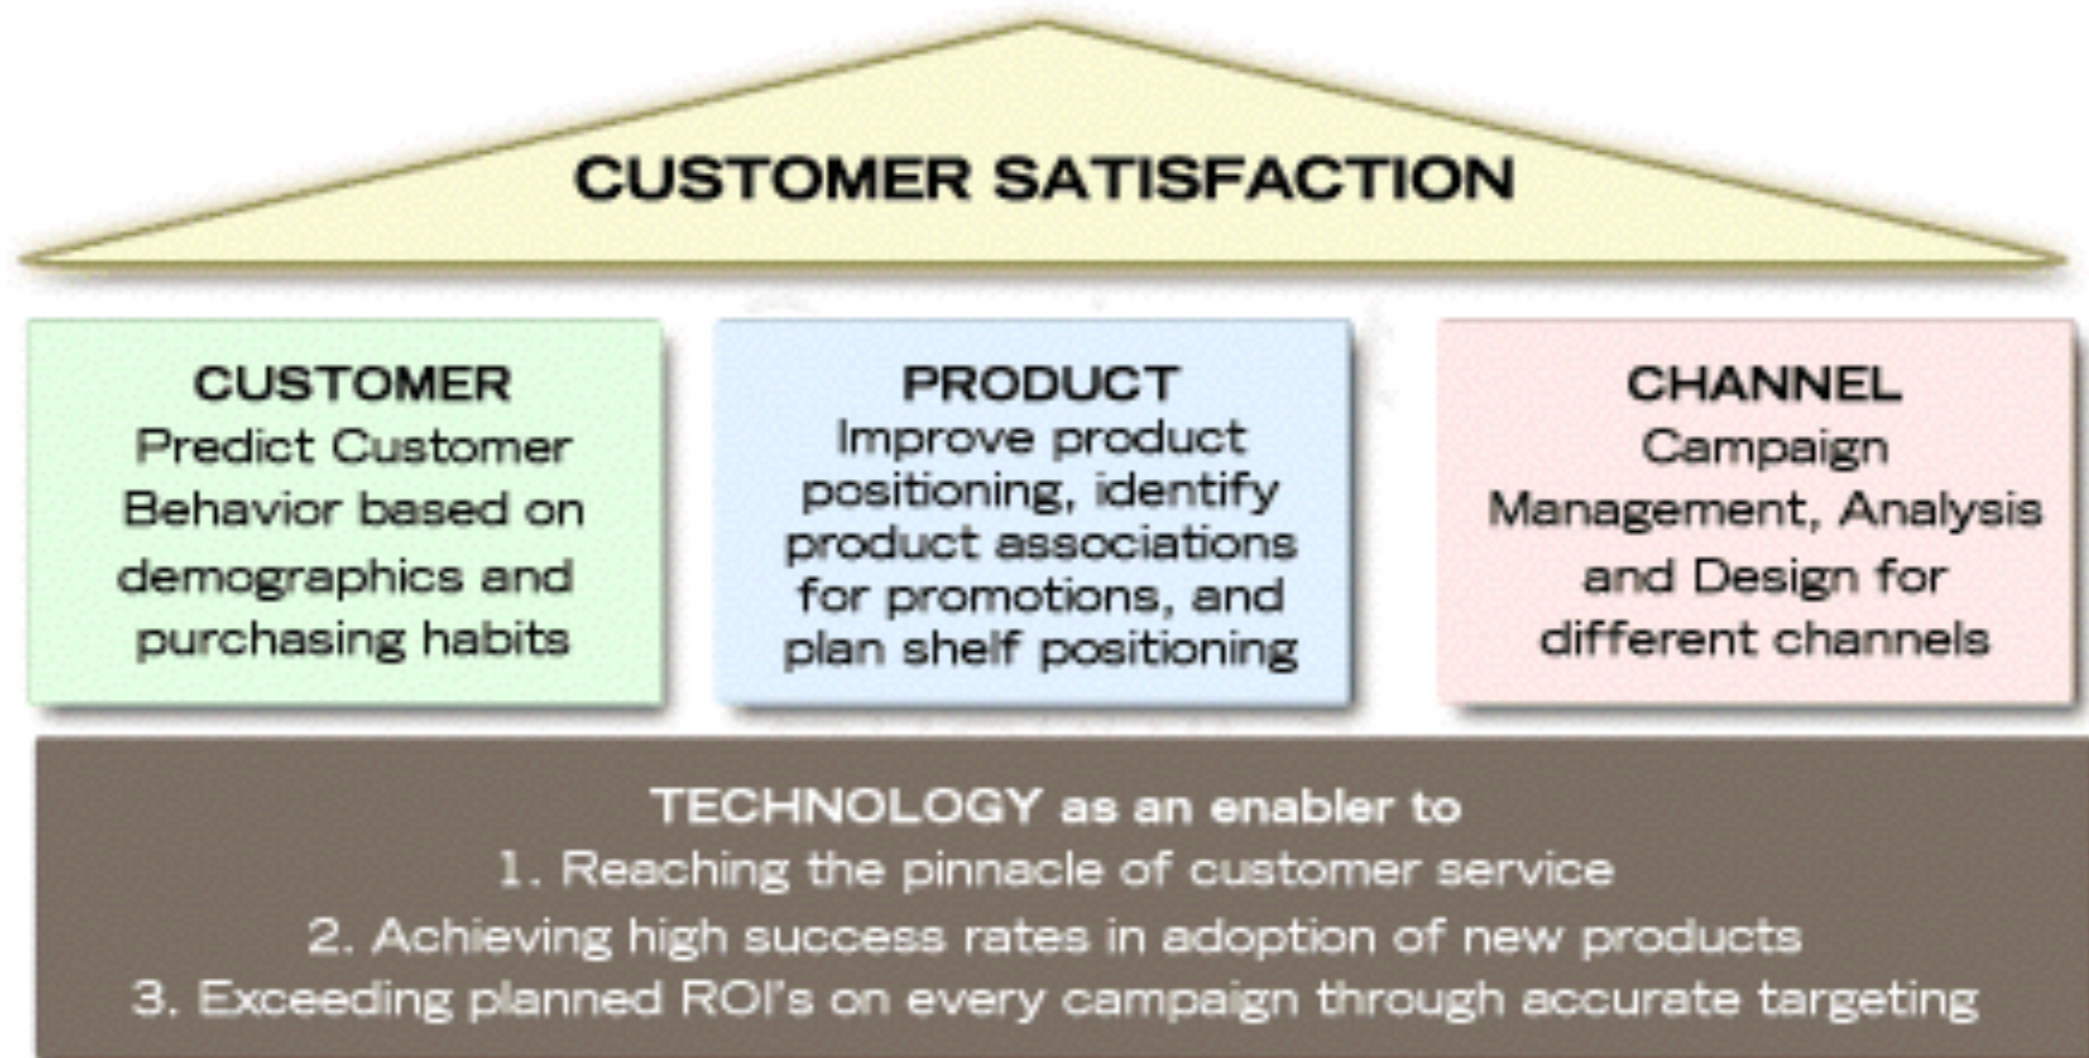 CUSTOMER SATISFACTION
CUSTOMER
Predict Customer
Behavior based on
demographics and
purchasing habits
PRODUCT
Improve product
positioning, identify
product associations
for promotions, and
plan shelf positioning
CHANNEL
Campaign
Management, Analysis
and Design for
different channels
TECHNOLOGY as an enabler to
1. Reaching the pinnacle of customer service
2. Achieving high success rates in adoption of new products
3. Exceeding planned ROI's on every campaign through accurate targeting